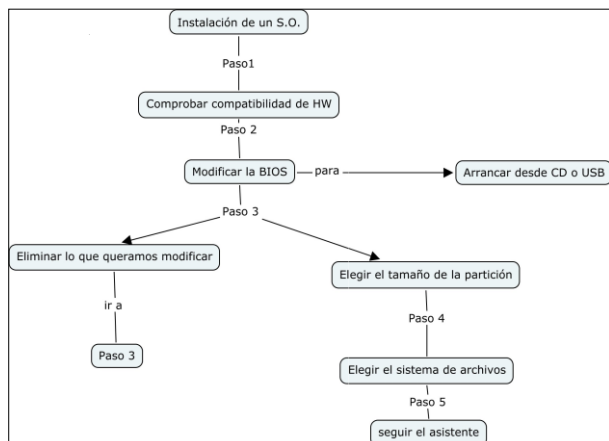 Instalación de un S.O.
Paso1
Comprobar compatibilidad de HW
Paso 2
Modificar la BIOS
para
Arrancar desde CD o USB
Paso 3
Eliminar lo que queramos modificar
Elegir el tamaño de la partición
ir a
Paso 4
Paso 3
Elegir el sistema de archivos
Paso 5
seguir el asistente